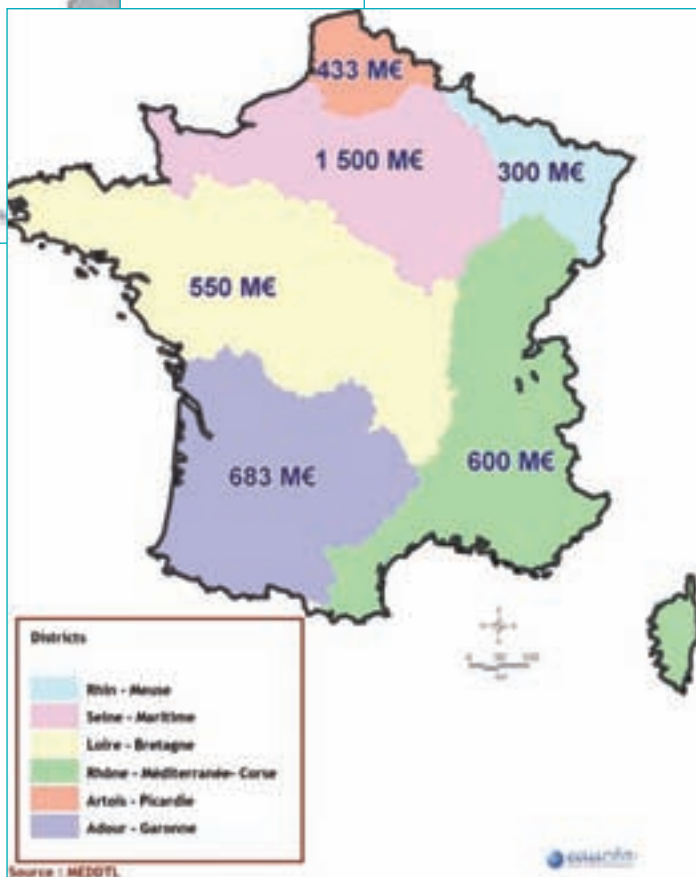 433 M€
1 500 M€
300 M€
550 M€
683 M€
600 M€
Districts
Rhin - Meuse
Seine - Maritime
Loire - Bretagne
Rhône - Méditerranée- Corse
Artois - Picardie
Adour - Garonne
Source : MEDDTL